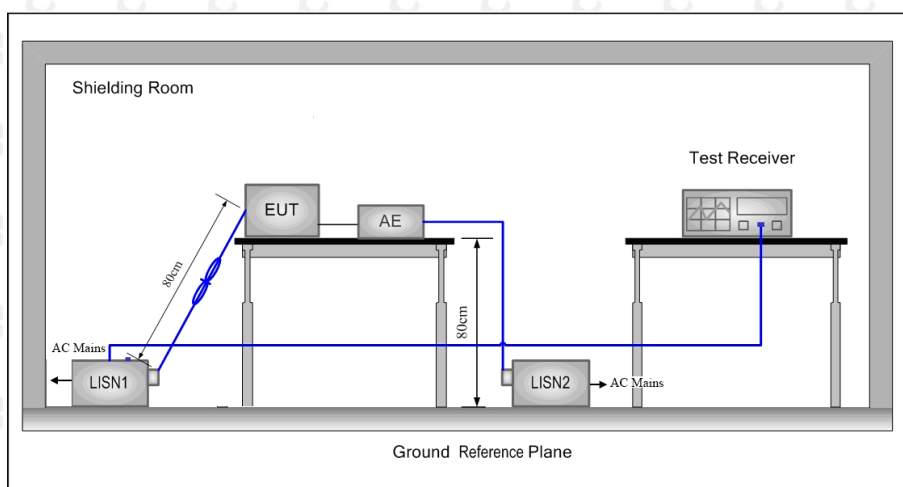 Shielding Room
Test Receiver
EUT
AE
80cm
80cm
AC Mains
LISN1
LISN2
AC Mains
Ground Reference Plane